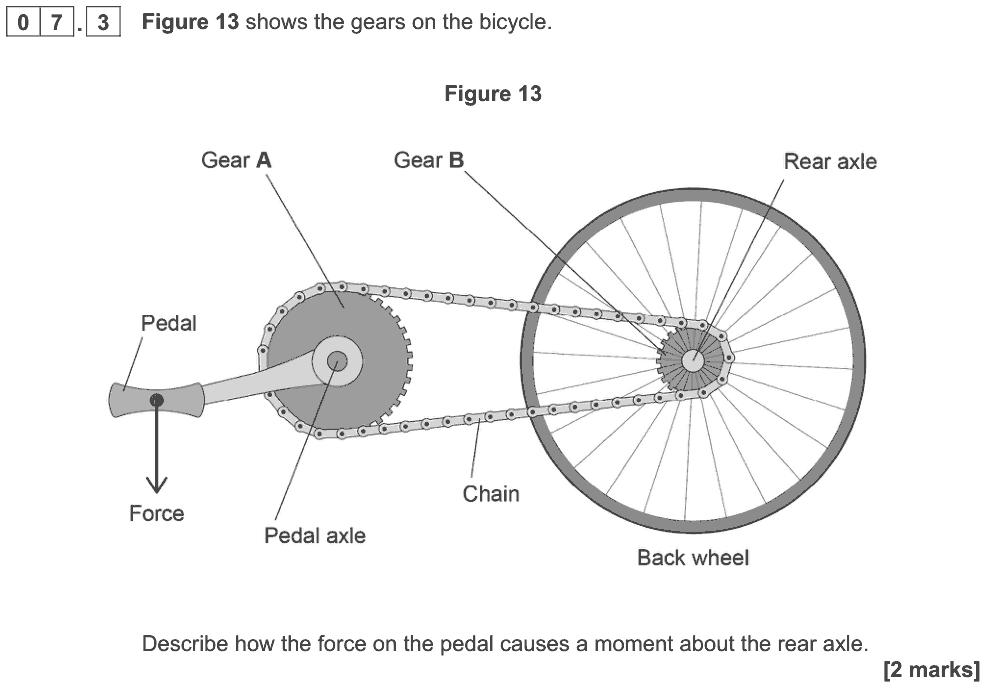 0 7 . 3 Figure 13 shows the gears on the bicycle.
Figure 13
Gear A
Gear B
Rear axle
Pedal
Force
Chain
Pedal axle
Back wheel
Describe how the force on the pedal causes a moment about the rear axle.
[2 marks]